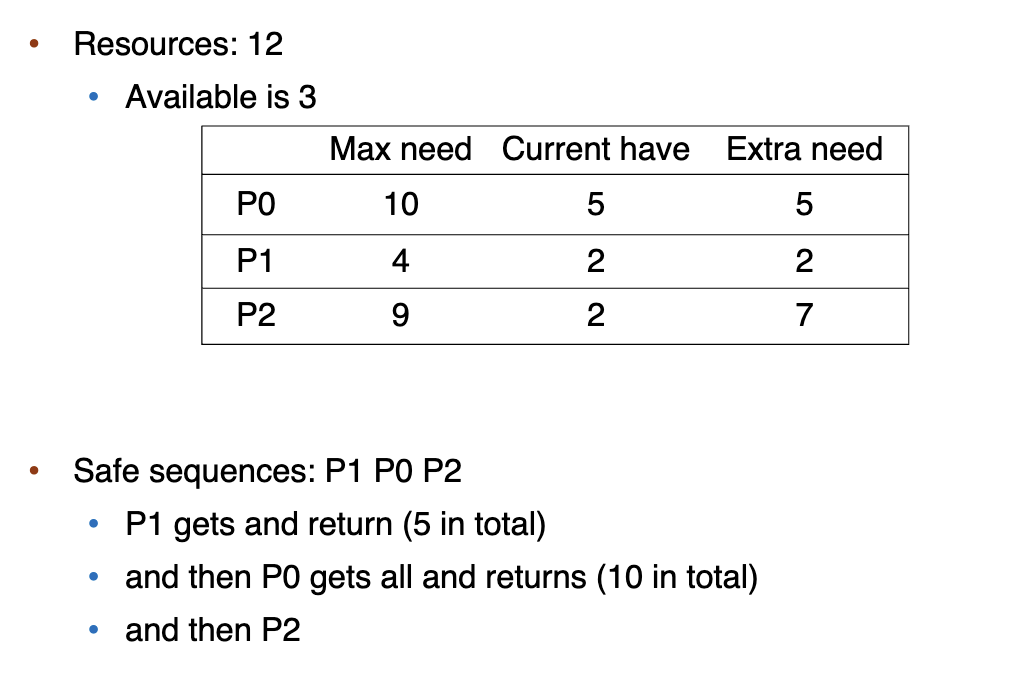 Resources: 12
Available is 3
Max need Current have Extra need
P0 10 5 5
P1 4 2 2
P2 9 2 7
Safe sequences: P1 P0 P2
P1 gets and return (5 in total)
and then P0 gets all and returns (10 in total)
and then P2